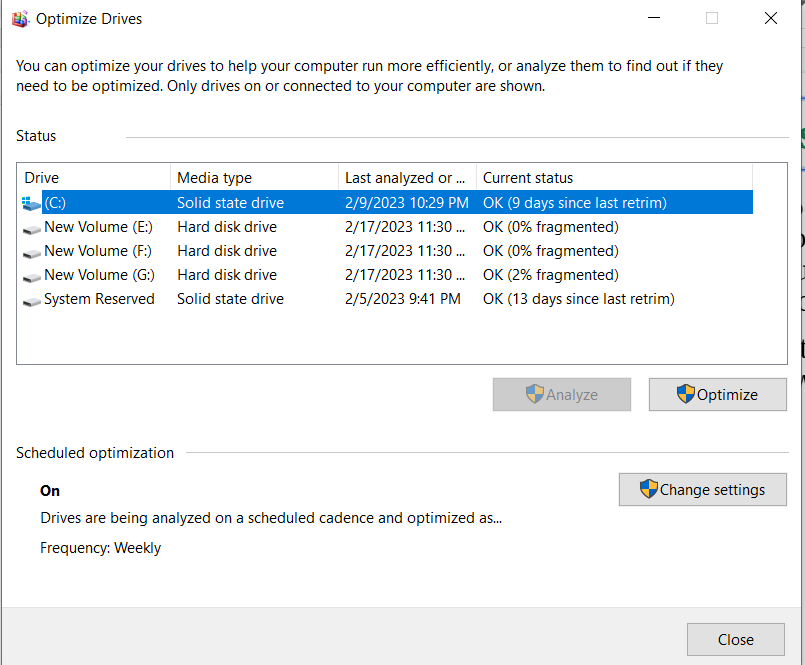 Optimize Drives
You can optimize your drives to help your computer run more efficiently, or analyze them to find out if they
need to be optimized. Only drives on or connected to your computer are shown.
Status
Drive Media type Last analyzed or ... Current status
(C:) Solid state drive 2/9/2023 10:29 PM OK (9 days since last retrim)
New Volume (E:) Hard disk drive 2/17/2023 11:30 ... OK (0% fragmented)
New Volume (F:) Hard disk drive 2/17/2023 11:30 ... OK (0% fragmented)
New Volume (G:) Hard disk drive 2/17/2023 11:30 ... OK (2% fragmented)
System Reserved Solid state drive 2/5/2023 9:41 PM OK (13 days since last retrim)
Analyze Optimize
Scheduled optimization
On
Change settings
Drives are being analyzed on a scheduled cadence and optimized as...
Frequency: Weekly
Close